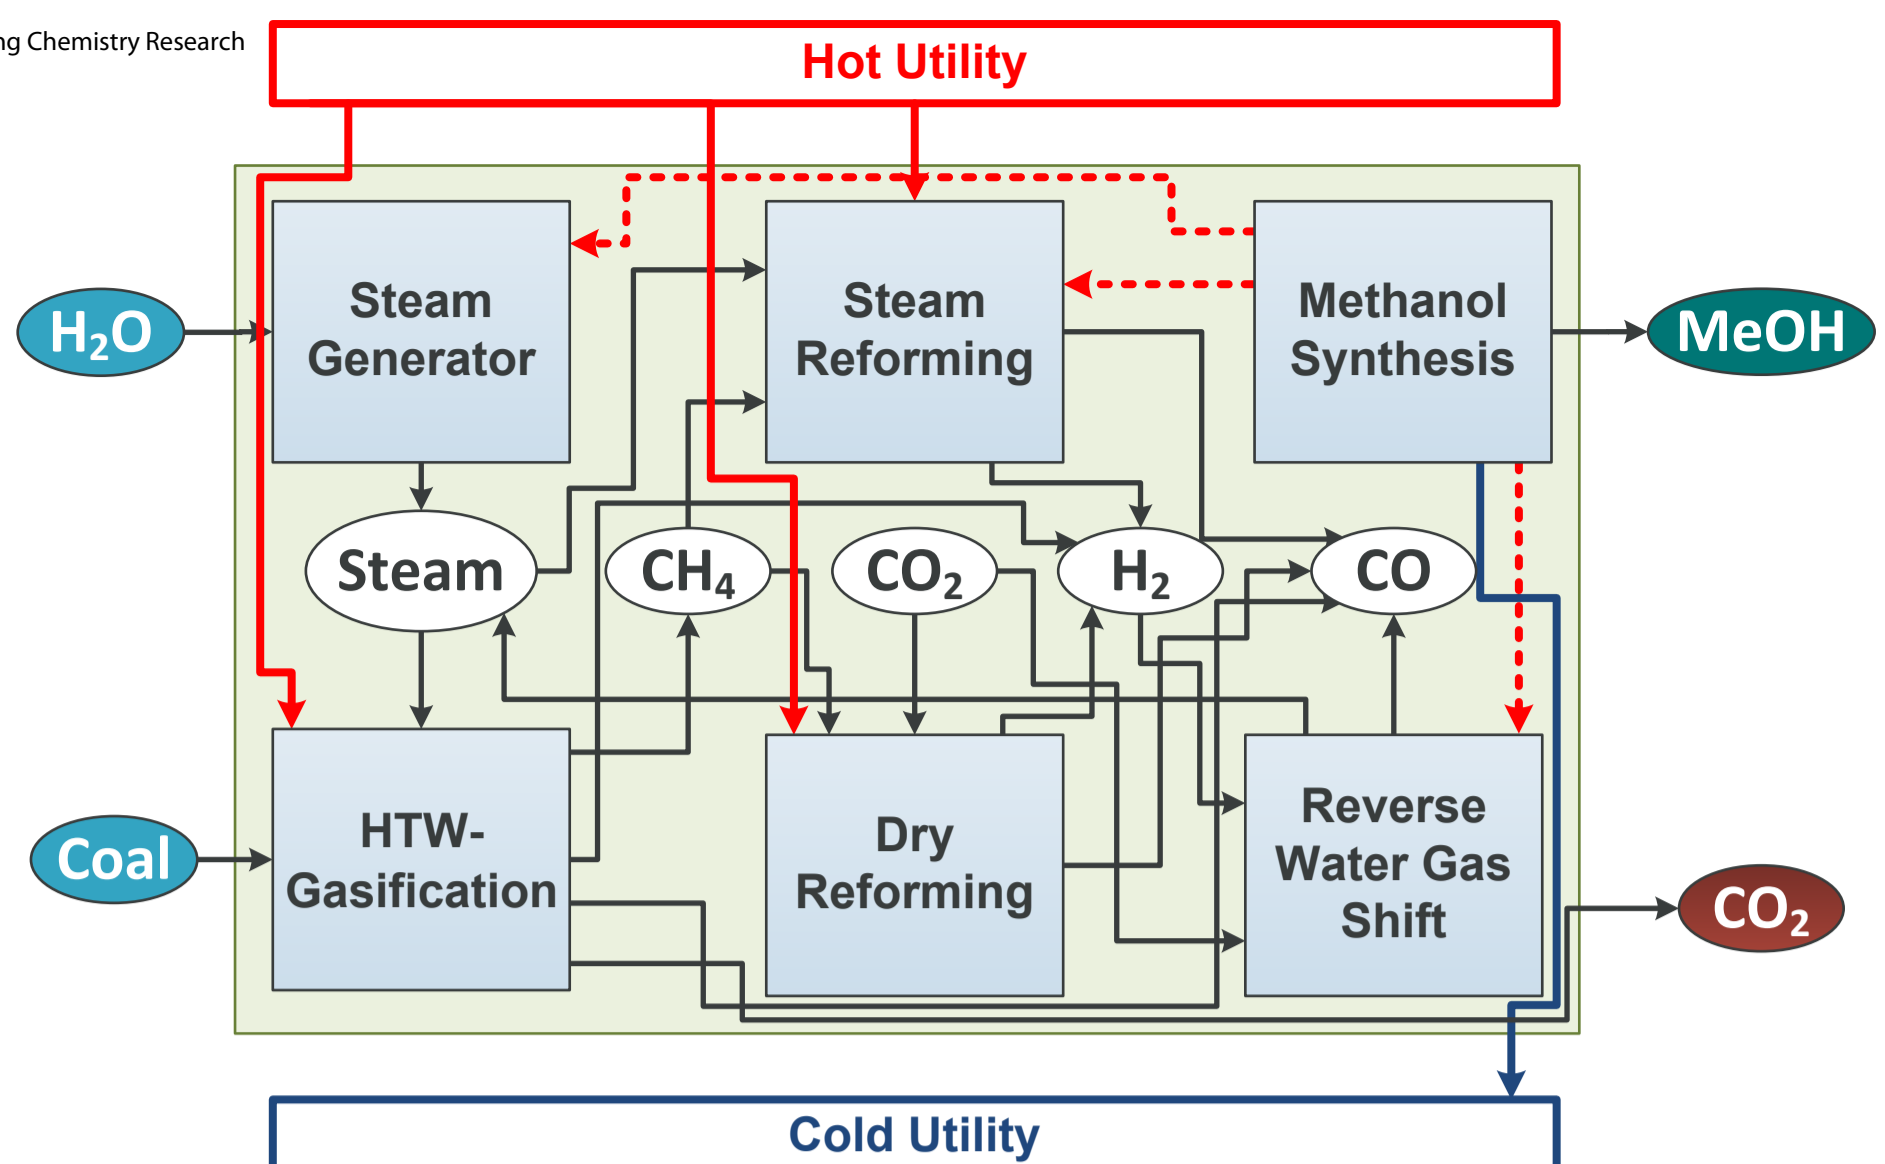 ng Chemistry Research
Hot Utility
Steam
Generator
Steam
Reforming
Methanol
Synthesis
H₂O
MeOH
Steam
CH₄
CO₂
H₂
CO
HTW-
Gasification
Dry
Reforming
Reverse
Water Gas
Shift
Coal
CO₂
Cold Utility